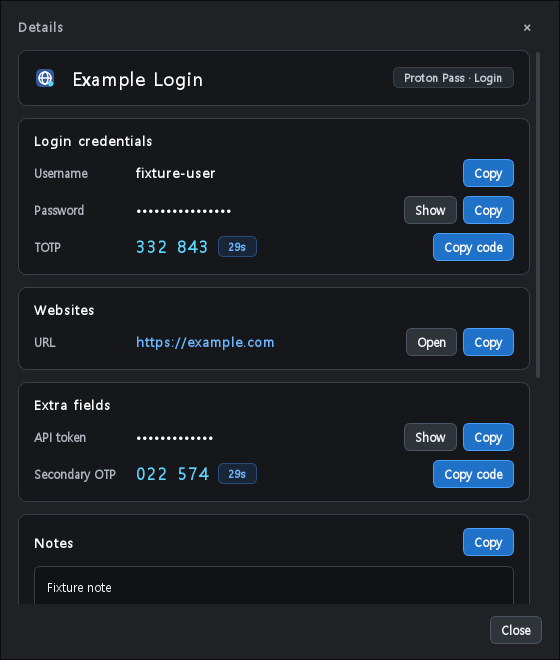 Details ×
Example Login Proton Pass · Login
Login credentials
Username fixture-user Copy
Password •••••••••••••••• Show Copy
TOTP 332 843 29s Copy code
Websites
URL https://example.com Open Copy
Extra fields
API token ••••••••••••• Show Copy
Secondary OTP 022 574 29s Copy code
Notes Copy
Fixture note
Close